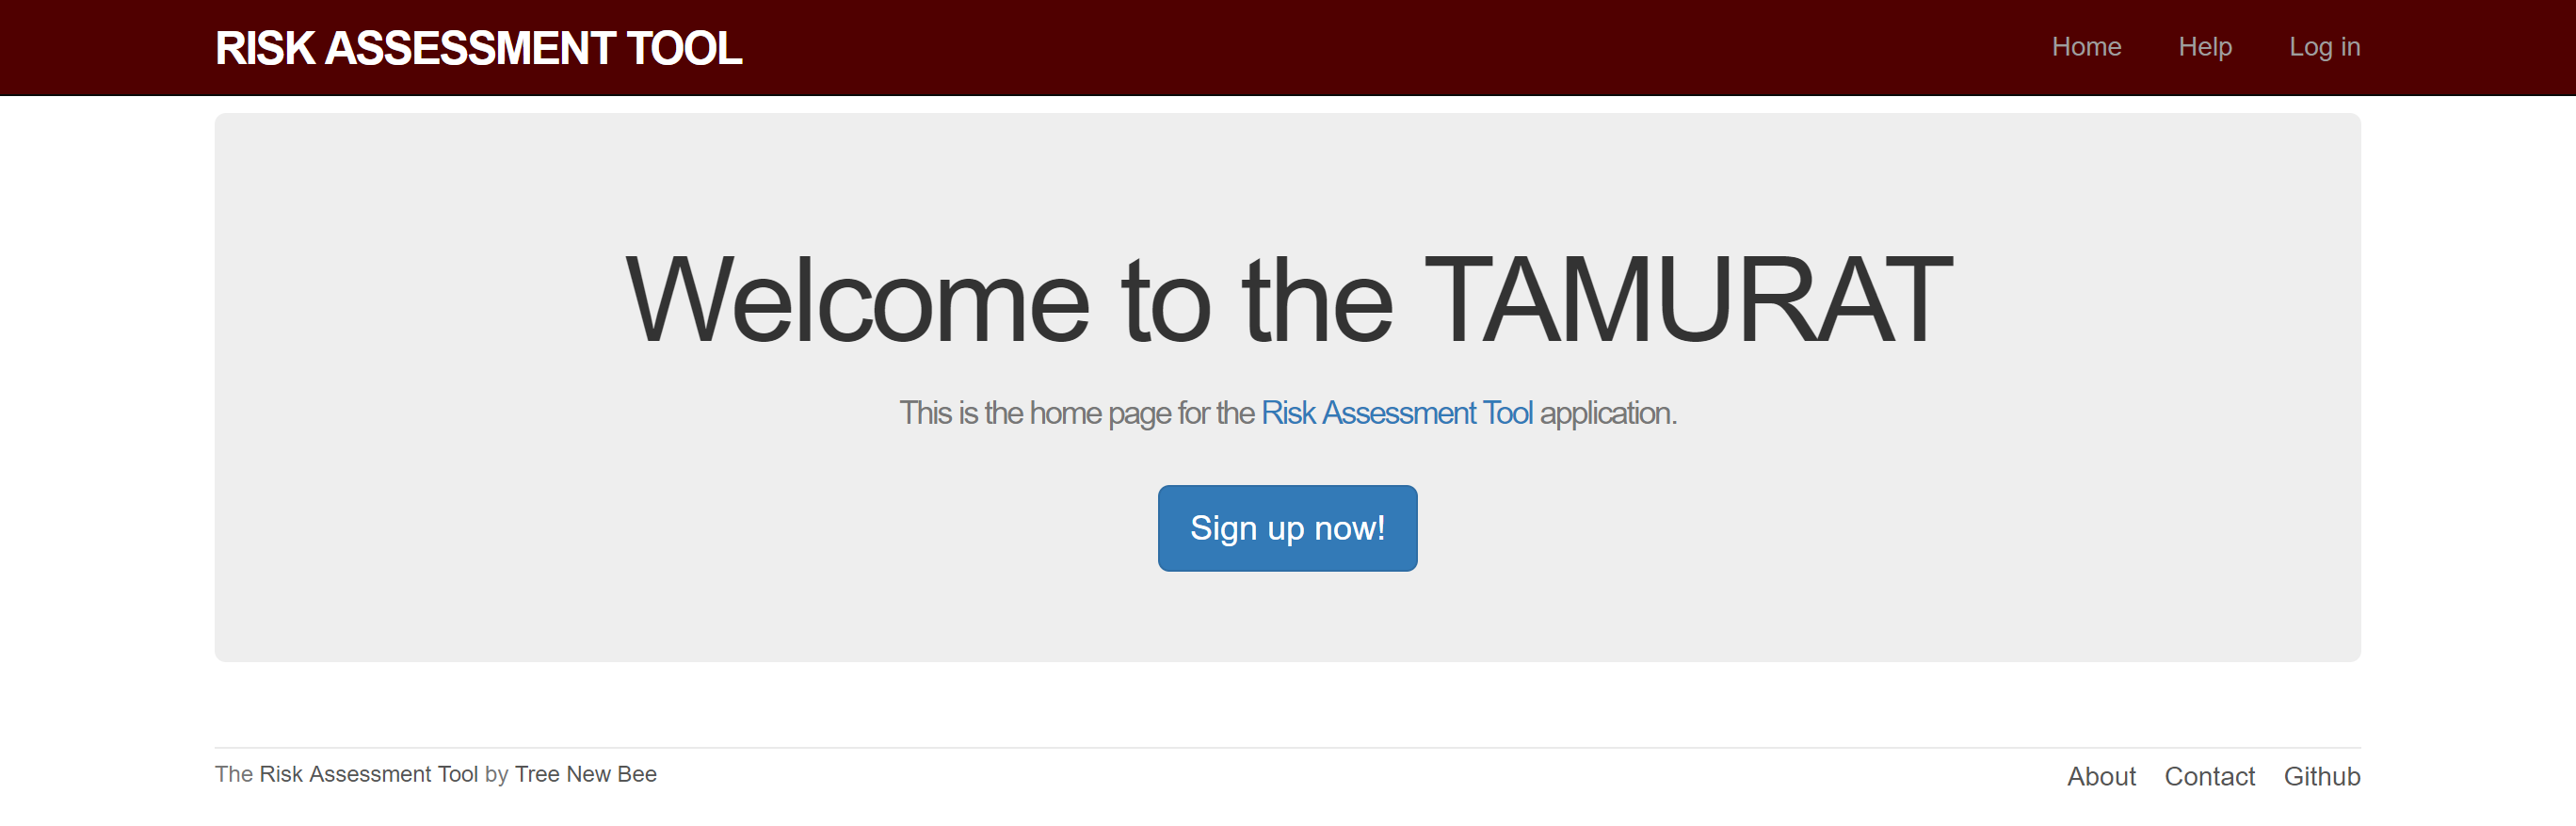 RISK ASSESSMENT TOOL Home Help Log in
Welcome to the TAMURAT
This is the home page for the Risk Assessment Tool application.
Sign up now!
The Risk Assessment Tool by Tree New Bee About Contact Github